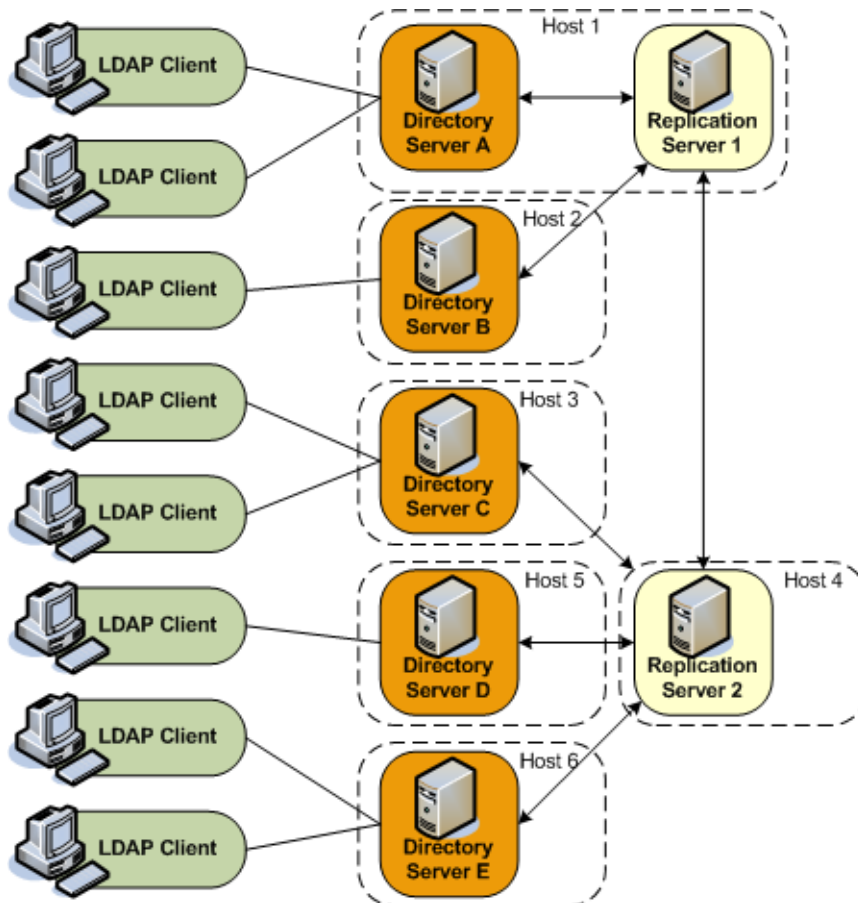 Host 1
LDAP Client
Directory
Server A
Replication
Server 1
LDAP Client
Host 2
LDAP Client
Directory
Server B
LDAP Client
Host 3
Directory
Server C
LDAP Client
Host 5
Host 4
LDAP Client
Directory
Server D
Replication
Server 2
LDAP Client
Host 6
Directory
Server E
LDAP Client